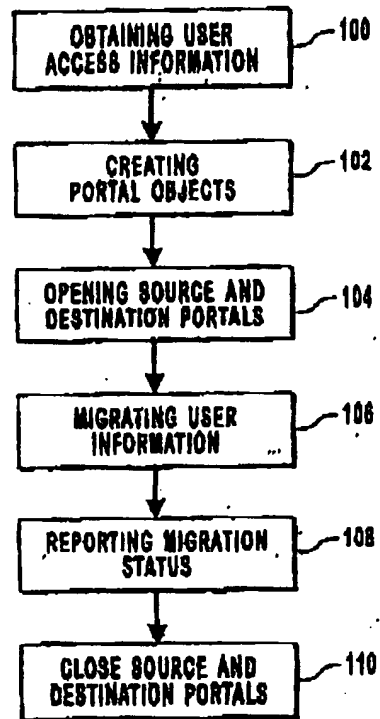 OBTAINING USER
ACCESS INFORMATION
100
CREATING
PORTAL OBJECTS
102
OPENING SOURCE AND
DESTINATION PORTALS
104
MIGRATING USER
INFORMATION
106
REPORTING MIGRATION
STATUS
108
CLOSE SOURCE AND
DESTINATION PORTALS
110